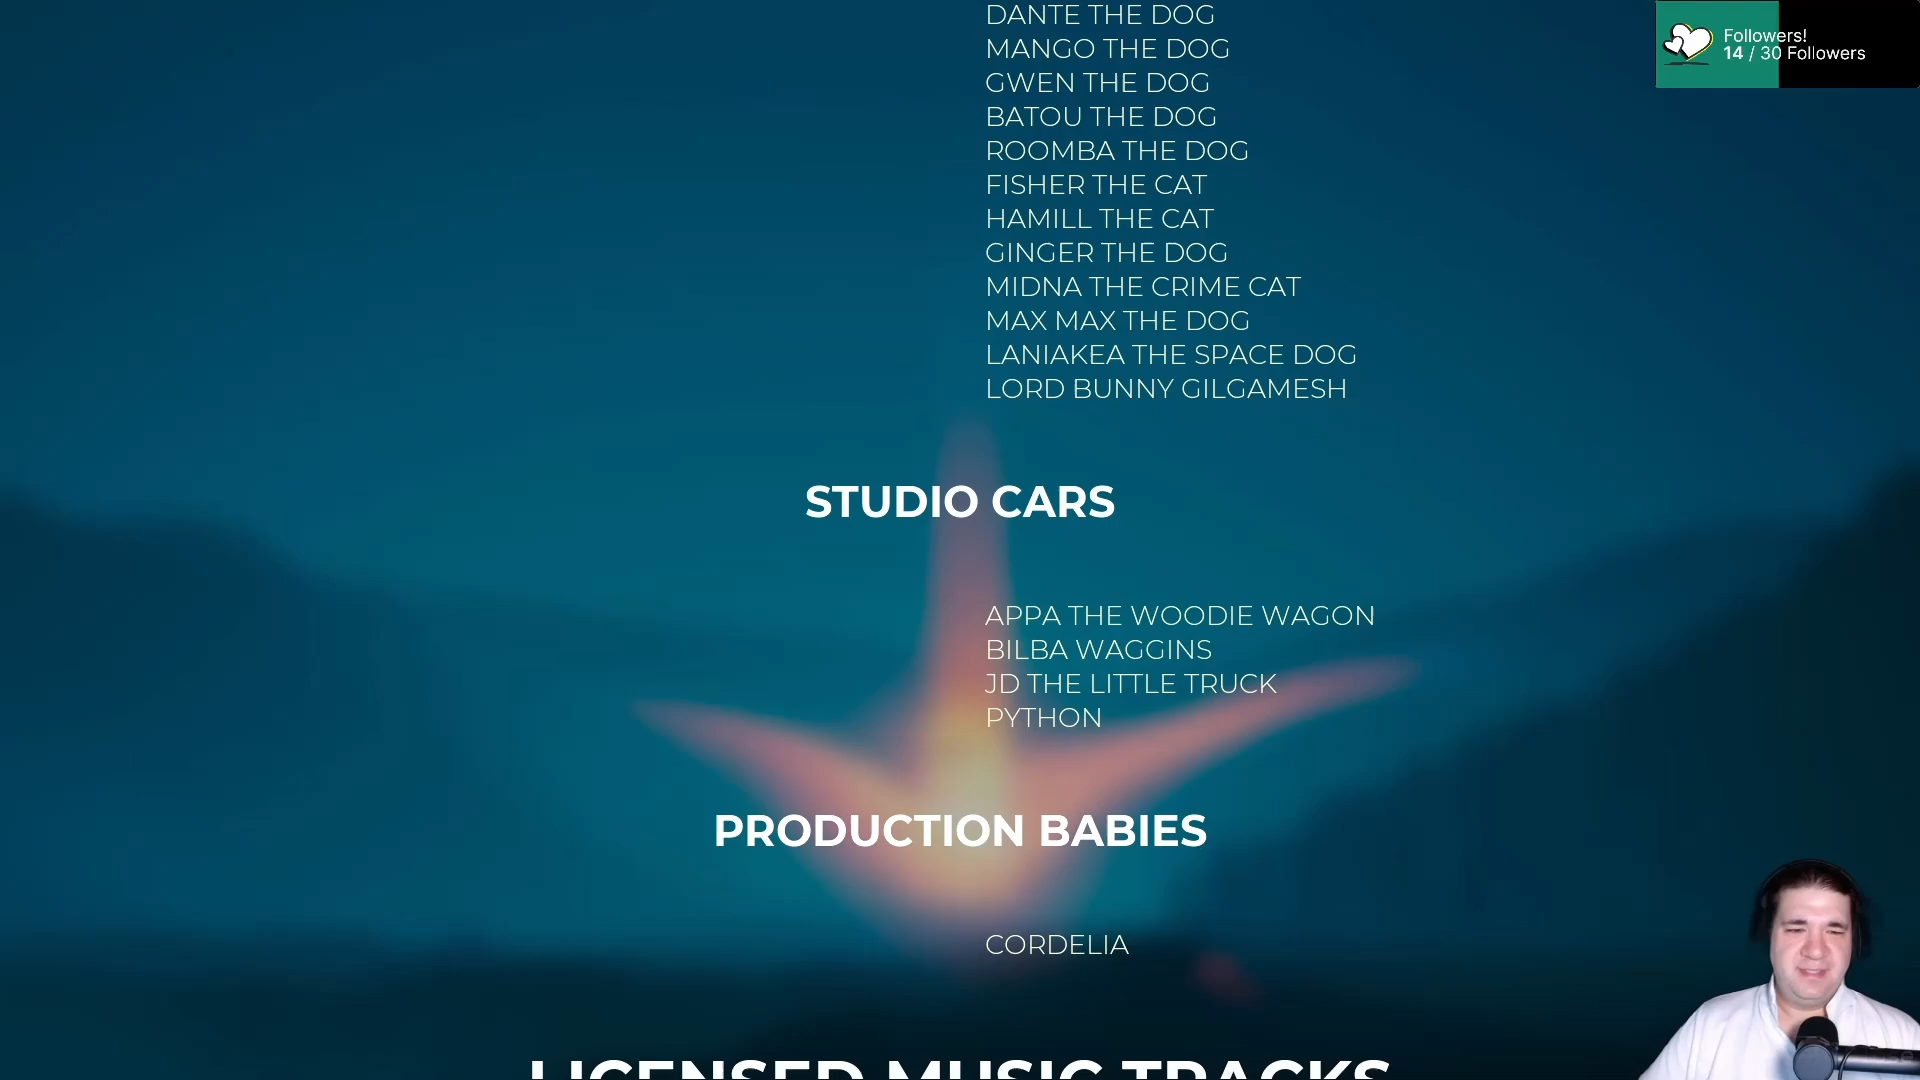 DANTE THE DOG
MANGO THE DOG
GWEN THE DOG
BATOU THE DOG
ROOMBA THE DOG
FISHER THE CAT
HAMILL THE CAT
GINGER THE DOG
MIDNA THE CRIME CAT
MAX MAX THE DOG
LANIAKEA THE SPACE DOG
LORD BUNNY GILGAMESH
STUDIO CARS
APPA THE WOODIE WAGON
BILBA WAGGINS
JD THE LITTLE TRUCK
PYTHON
PRODUCTION BABIES
CORDELIA
LICENSED MUSIC TRACKS
Followers!
14 / 30 Followers